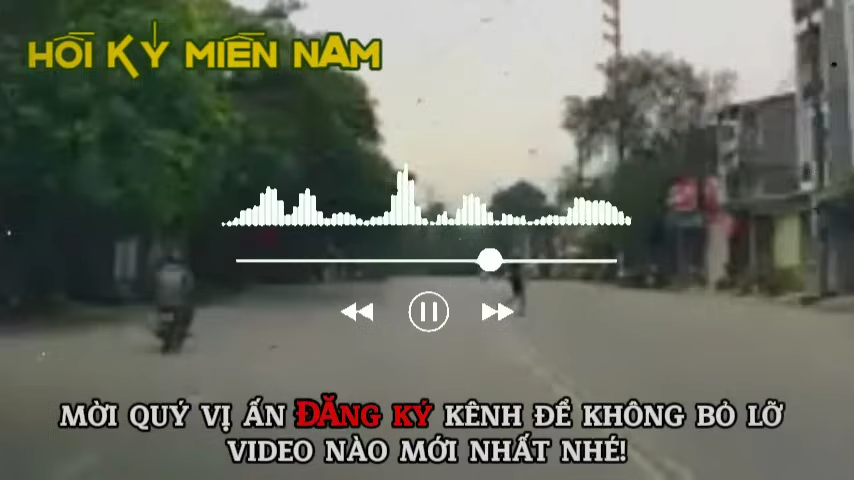 HỒI KÝ MIỀN NAM
MỜI QUÝ VỊ ẤN ĐĂNG KÝ KÊNH ĐỂ KHÔNG BỎ LỠ
VIDEO NÀO MỚI NHẤT NHÉ!